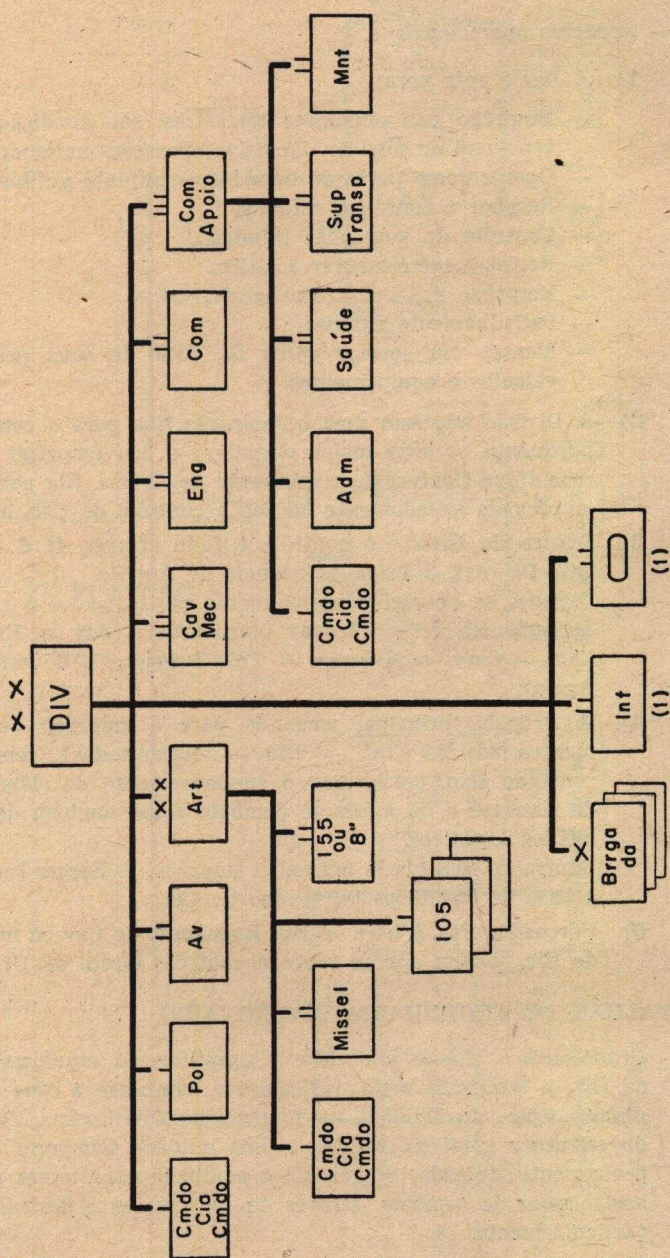 X X
DIV
Cmdo
Cia
Cmdo
Pol
Av
X X
Art
Cav
Mec
Eng
Com
Com
Apoio
Cmdo
Cia
Cmdo
Missel
105
155
ou
8"
Cmdo
Cia
Cmdo
Adm
Saúde
Sup
Transp
Mnt
X
Brrga
da
Inf
(1)
(1)